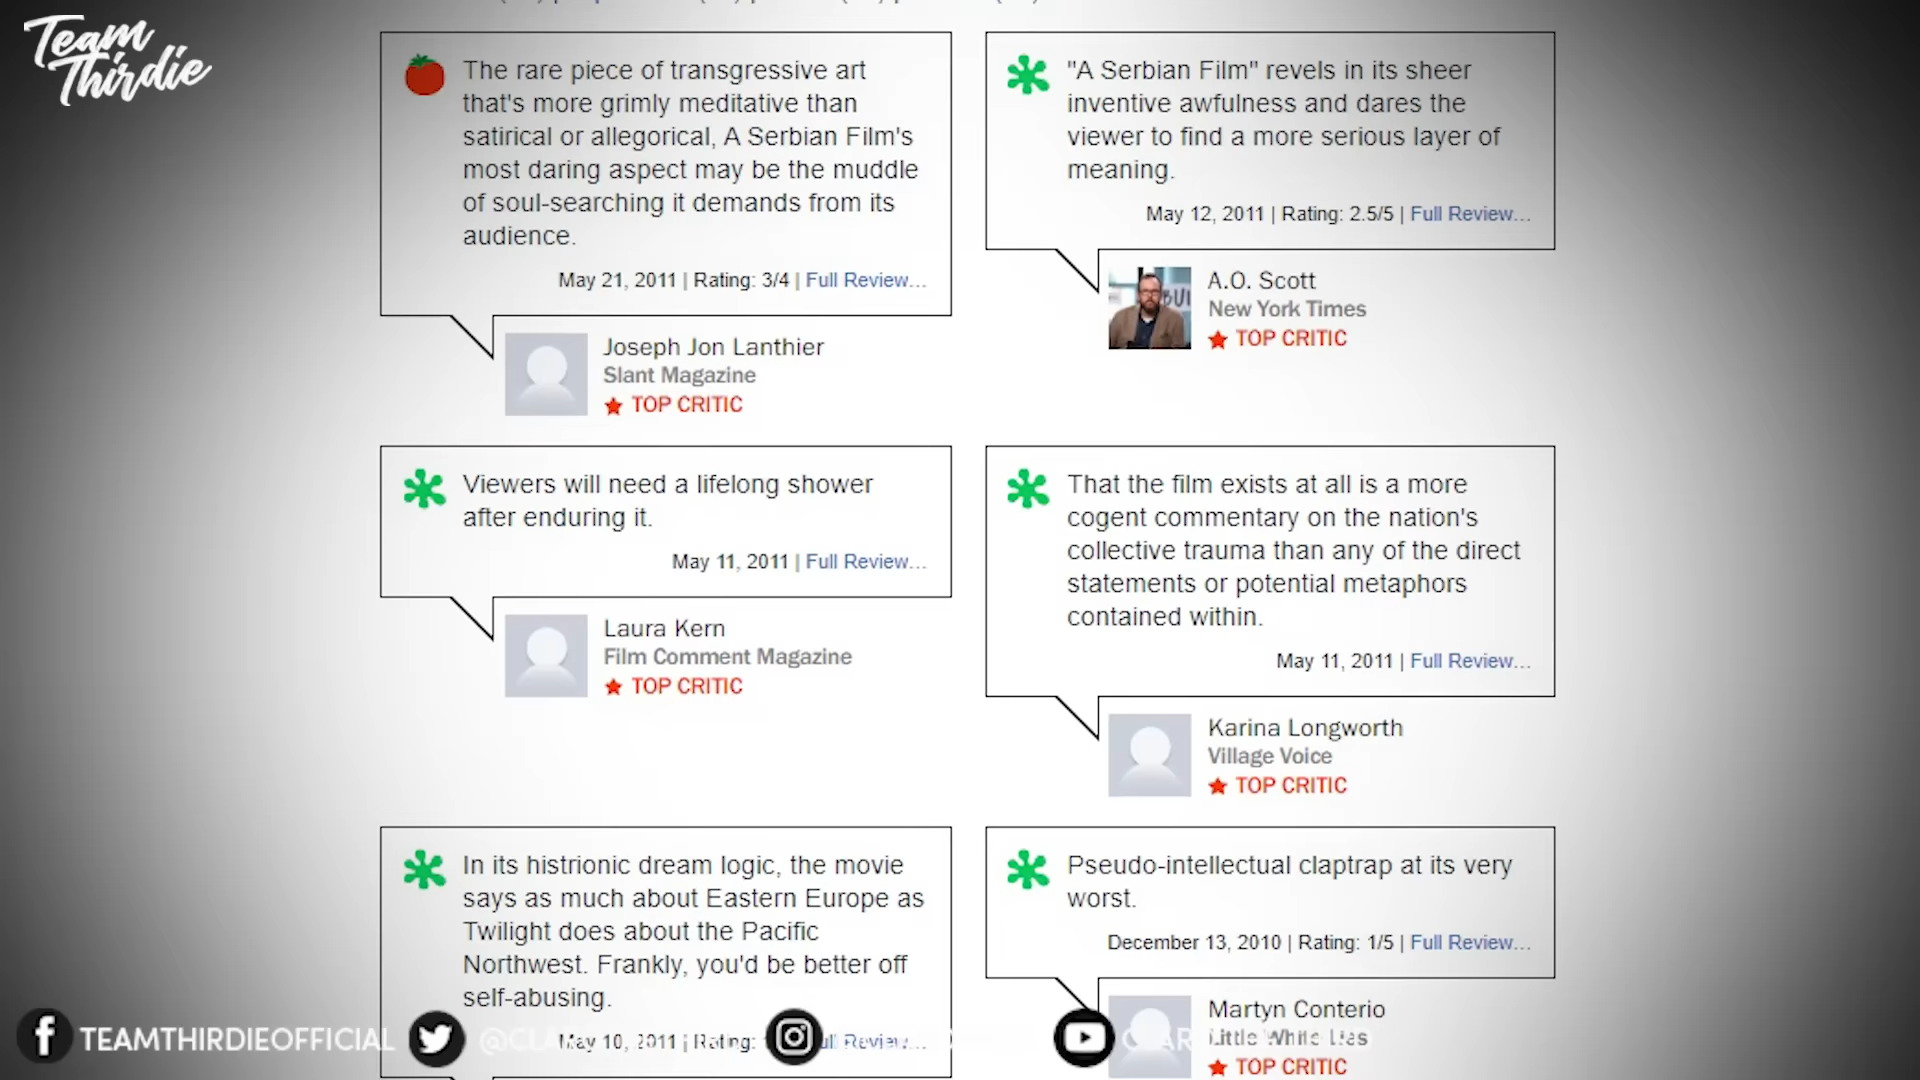 Team
Thirdie
The rare piece of transgressive art
that's more grimly meditative than
satirical or allegorical, A Serbian Film's
most daring aspect may be the muddle
of soul-searching it demands from its
audience.
May 21, 2011 | Rating: 3/4 | Full Review...
Joseph Jon Lanthier
Slant Magazine
TOP CRITIC
"A Serbian Film" revels in its sheer
inventive awfulness and dares the
viewer to find a more serious layer of
meaning.
May 12, 2011 | Rating: 2.5/5 | Full Review...
A.O. Scott
New York Times
TOP CRITIC
Viewers will need a lifelong shower
after enduring it.
May 11, 2011 | Full Review...
Laura Kern
Film Comment Magazine
TOP CRITIC
That the film exists at all is a more
cogent commentary on the nation's
collective trauma than any of the direct
statements or potential metaphors
contained within.
May 11, 2011 | Full Review...
Karina Longworth
Village Voice
TOP CRITIC
In its histrionic dream logic, the movie
says as much about Eastern Europe as
Twilight does about the Pacific
Northwest. Frankly, you'd be better off
self-abusing.
May 10, 2011 | Rating:
Pseudo-intellectual claptrap at its very
worst.
December 13, 2010 | Rating: 1/5 | Full Review...
Martyn Conterio
Little White Lies
TOP CRITIC
TEAMTHIRDIEOFFICIAL